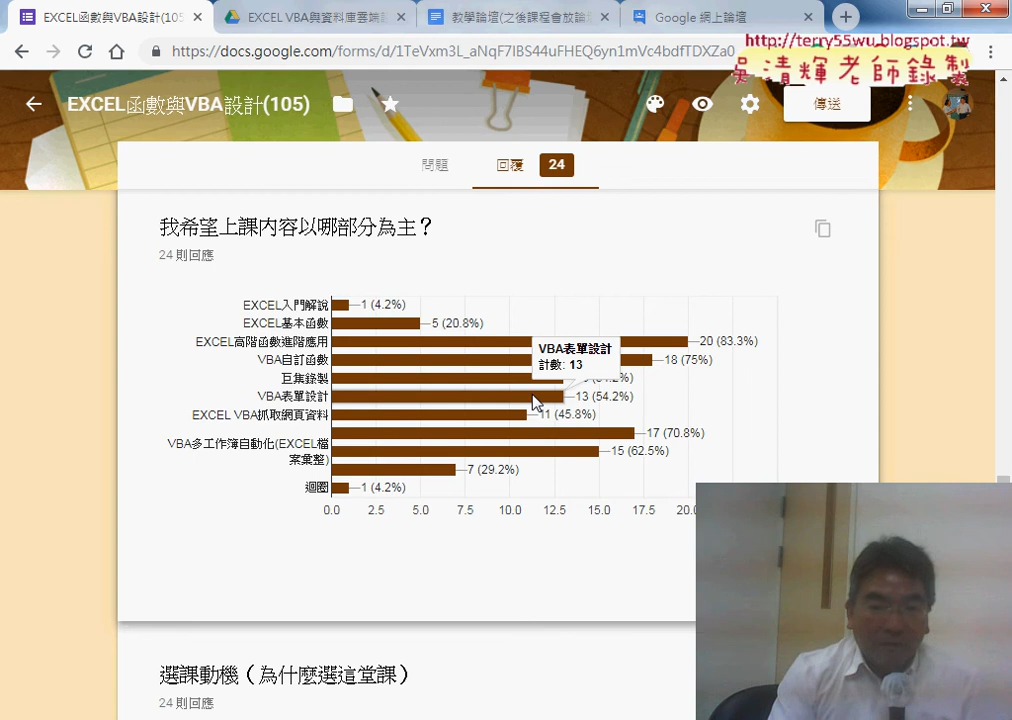 EXCEL函數與VBA設計(105
EXCEL VBA與資料庫雲端設
教學論壇(之後課程會放論
Google 網上論壇
https://docs.google.com/forms/d/1TeVxm3L_aNqF7IBS44uFHEQ6yn1mVc4bdfTDXZa0
http://terry55wu.blogspot.tw
吳清輝老師錄製
EXCEL函數與VBA設計(105)
傳送
問題
回覆 24
我希望上課内容以哪部分為主？
24 則回應
EXCEL入門解說 1 (4.2%)
EXCEL基本函數 5 (20.8%)
EXCEL高階函數進階應用 20 (83.3%)
VBA自訂函數 18 (75%)
巨集錄製
VBA表單設計 13 (54.2%)
VBA表單設計
計數: 13
EXCEL VBA抓取網頁資料 11 (45.8%)
17 (70.8%)
VBA多工作簿自動化(EXCEL檔
案彙整)
15 (62.5%)
7 (29.2%)
迴圈 1 (4.2%)
0.0 2.5 5.0 7.5 10.0 12.5 15.0 17.5 20.0
選課動機（為什麼選這堂課）
24 則回應